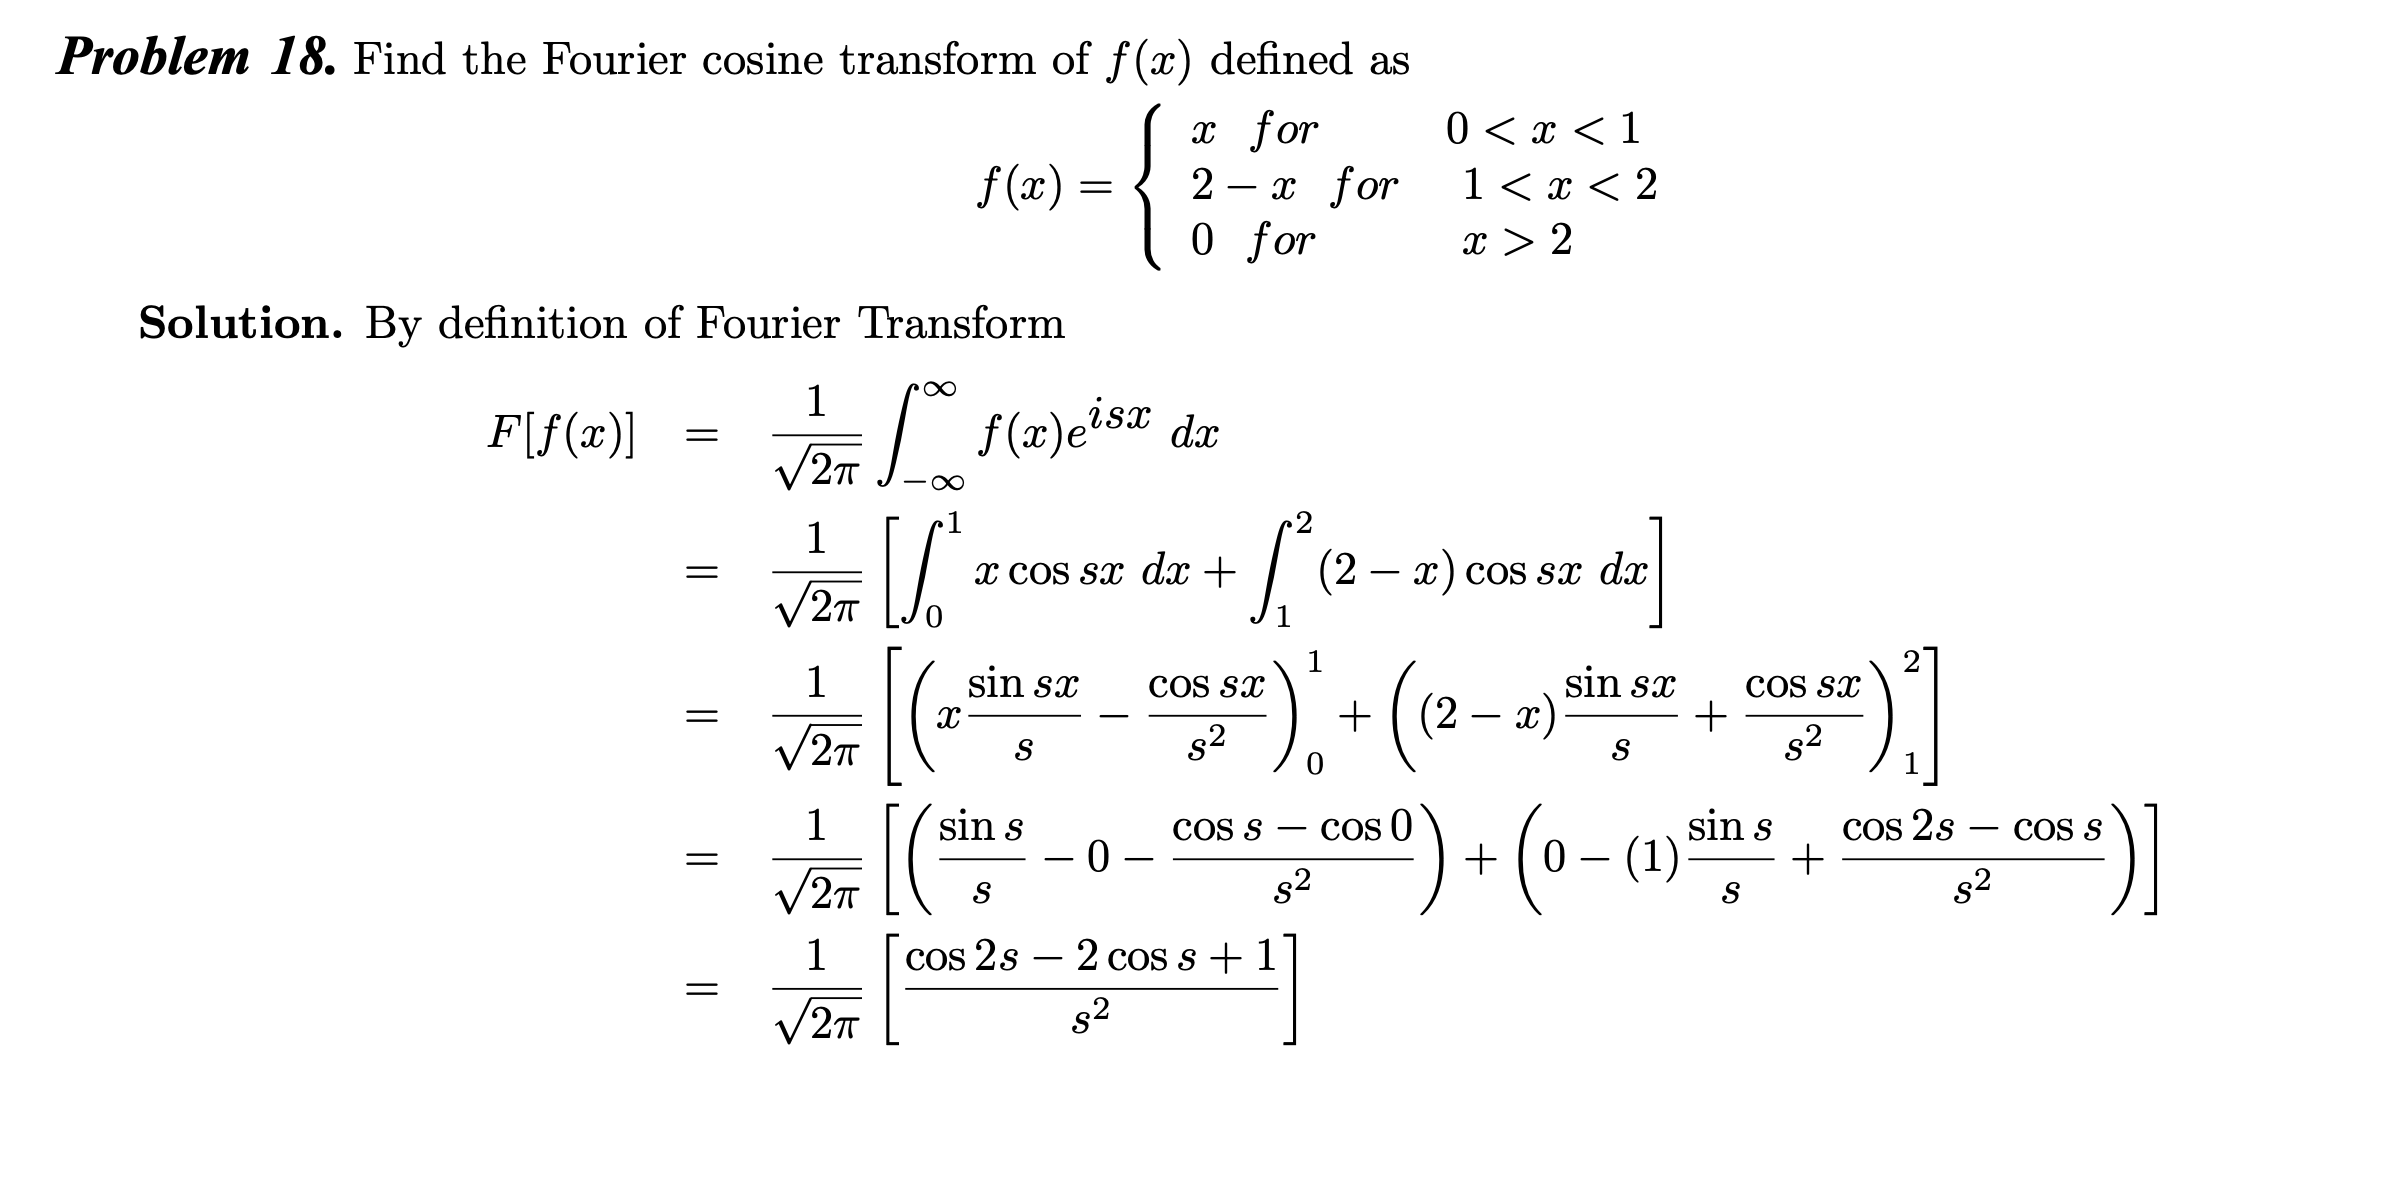 Problem 18. Find the Fourier cosine transform of f(x) defined as
f(x) = { x for 0 < x < 1
2 − x for 1 < x < 2
0 for x > 2
Solution. By definition of Fourier Transform
F[f(x)] = \frac{1}{\sqrt{2\pi}} \int_{-\infty}^{\infty} f(x)e^{isx} dx
= \frac{1}{\sqrt{2\pi}} \left[ \int_0^1 x \cos sx \, dx + \int_1^2 (2 − x) \cos sx \, dx \right]
= \frac{1}{\sqrt{2\pi}} \left[ \left( x \frac{\sin sx}{s} − \frac{\cos sx}{s^2} \right)_0^1 + \left( (2 − x) \frac{\sin sx}{s} + \frac{\cos sx}{s^2} \right)_1^2 \right]
= \frac{1}{\sqrt{2\pi}} \left[ \left( \frac{\sin s}{s} − 0 − \frac{\cos s − \cos 0}{s^2} \right) + \left( 0 − (1) \frac{\sin s}{s} + \frac{\cos 2s − \cos s}{s^2} \right) \right]
= \frac{1}{\sqrt{2\pi}} \left[ \frac{\cos 2s − 2 \cos s + 1}{s^2} \right]